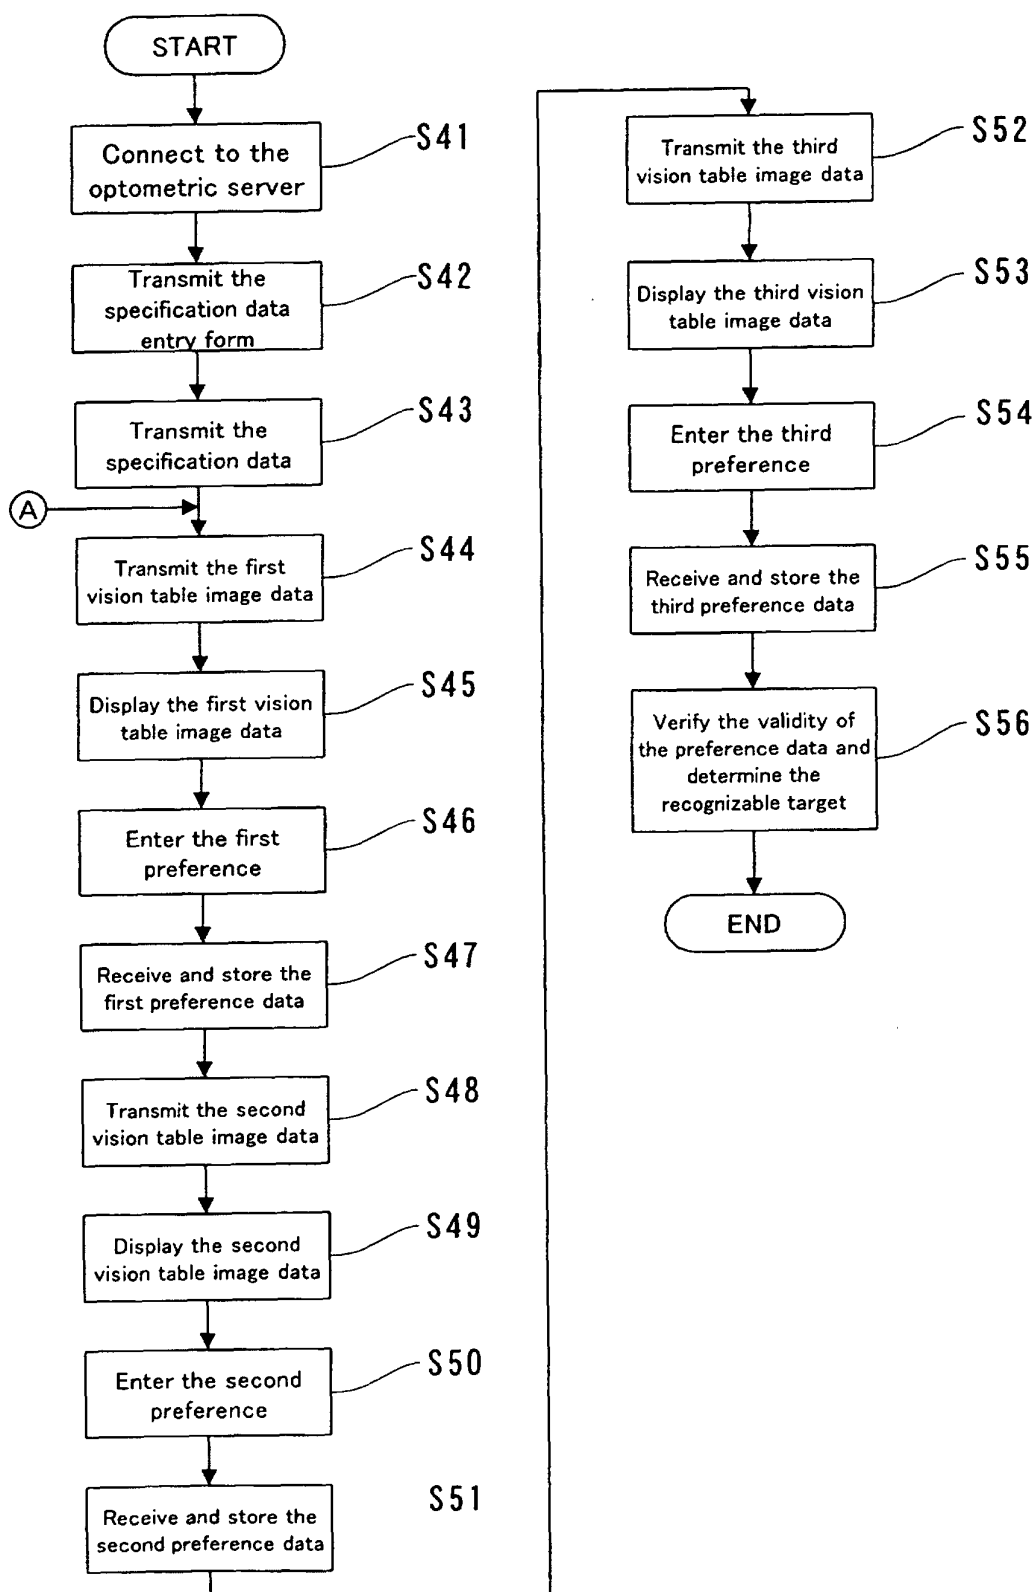 START
Connect to the
optometric server
S41
Transmit the
specification data
entry form
S42
Transmit the
specification data
S43
A
Transmit the first
vision table image data
S44
Display the first vision
table image data
S45
Enter the first
preference
S46
Receive and store the
first preference data
S47
Transmit the second
vision table image data
S48
Display the second
vision table image data
S49
Enter the second
preference
S50
Receive and store the
second preference data
S51
Transmit the third
vision table image data
S52
Display the third vision
table image data
S53
Enter the third
preference
S54
Receive and store the
third preference data
S55
Verify the validity of
the preference data and
determine the
recognizable target
S56
END